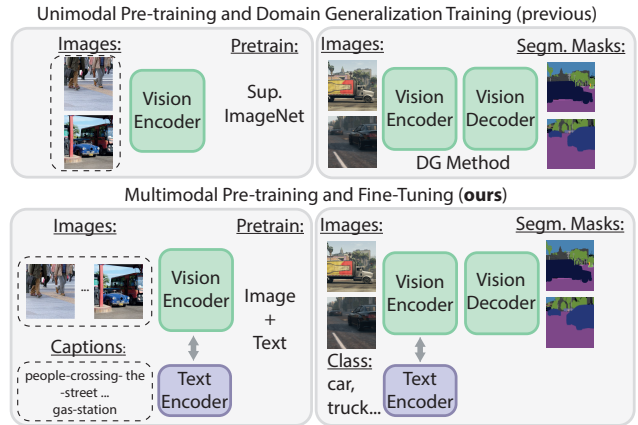 Unimodal Pre-training and Domain Generalization Training (previous)
Images:
Pretrain:
Vision
Encoder
Sup.
ImageNet
Images:
Segm. Masks:
Vision
Encoder
Vision
Decoder
DG Method
Multimodal Pre-training and Fine-Tuning (ours)
Images:
Pretrain:
...
Vision
Encoder
Image
+
Text
Captions:
people-crossing- the
-street ...
gas-station
Text
Encoder
Images:
Segm. Masks:
Vision
Encoder
Vision
Decoder
Class:
car,
truck...
Text
Encoder